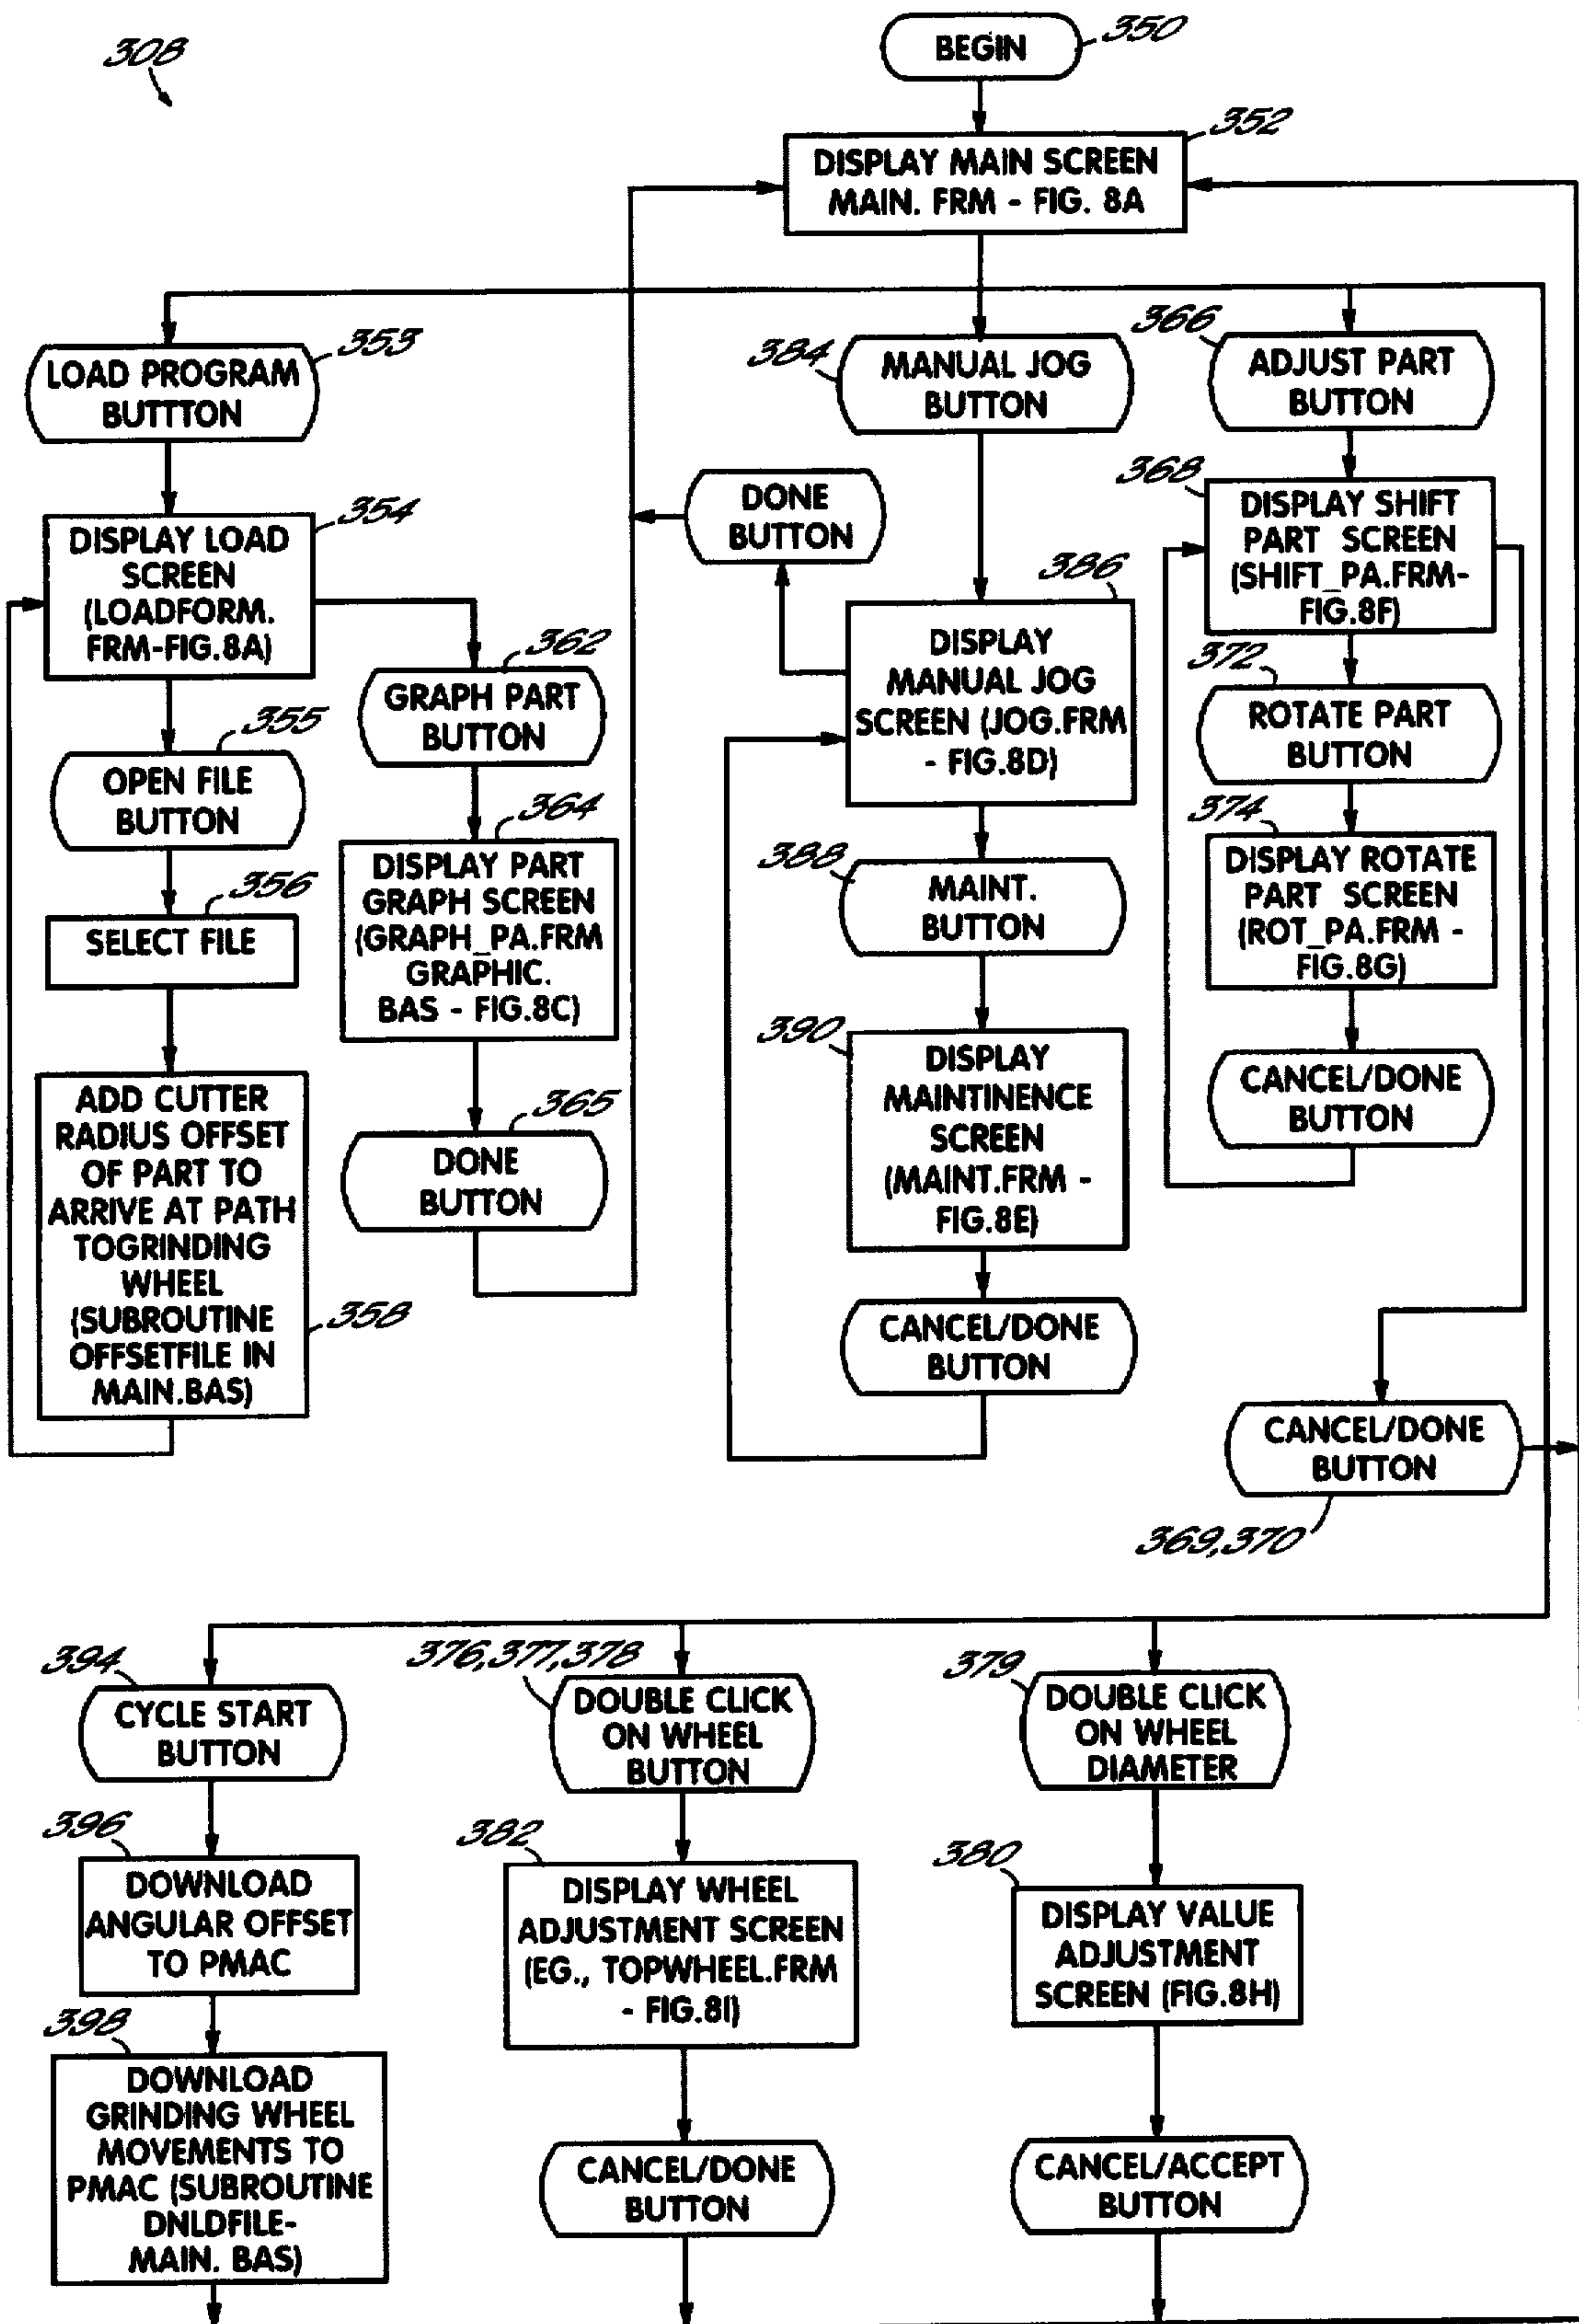 308
BEGIN
350
352
DISPLAY MAIN SCREEN
MAIN. FRM - FIG. 8A
353
LOAD PROGRAM
BUTTTON
384
MANUAL JOG
BUTTON
366
ADJUST PART
BUTTON
354
DISPLAY LOAD
SCREEN
(LOADFORM.
FRM-FIG.8A)
DONE
BUTTON
368
DISPLAY SHIFT
PART SCREEN
(SHIFT_PA.FRM-
FIG.8F)
362
GRAPH PART
BUTTON
386
DISPLAY
MANUAL JOG
SCREEN (JOG.FRM
- FIG.8D)
372
ROTATE PART
BUTTON
355
OPEN FILE
BUTTON
364
DISPLAY PART
GRAPH SCREEN
(GRAPH_PA.FRM
GRAPHIC.
BAS - FIG.8C)
388
MAINT.
BUTTON
374
DISPLAY ROTATE
PART SCREEN
(ROT_PA.FRM -
FIG.8G)
356
SELECT FILE
390
DISPLAY
MAINTINENCE
SCREEN
(MAINT.FRM -
FIG.8E)
CANCEL/DONE
BUTTON
ADD CUTTER
RADIUS OFFSET
OF PART TO
ARRIVE AT PATH
TOGRINDING
WHEEL
(SUBROUTINE
OFFSETFILE IN
MAIN.BAS)
358
365
DONE
BUTTON
CANCEL/DONE
BUTTON
CANCEL/DONE
BUTTON
369,370
394
CYCLE START
BUTTON
376,377,378
DOUBLE CLICK
ON WHEEL
BUTTON
379
DOUBLE CLICK
ON WHEEL
DIAMETER
396
DOWNLOAD
ANGULAR OFFSET
TO PMAC
382
DISPLAY WHEEL
ADJUSTMENT SCREEN
(EG., TOPWHEEL.FRM
- FIG.8I)
380
DISPLAY VALUE
ADJUSTMENT
SCREEN (FIG.8H)
398
DOWNLOAD
GRINDING WHEEL
MOVEMENTS TO
PMAC (SUBROUTINE
DNLDFILE-
MAIN. BAS)
CANCEL/DONE
BUTTON
CANCEL/ACCEPT
BUTTON